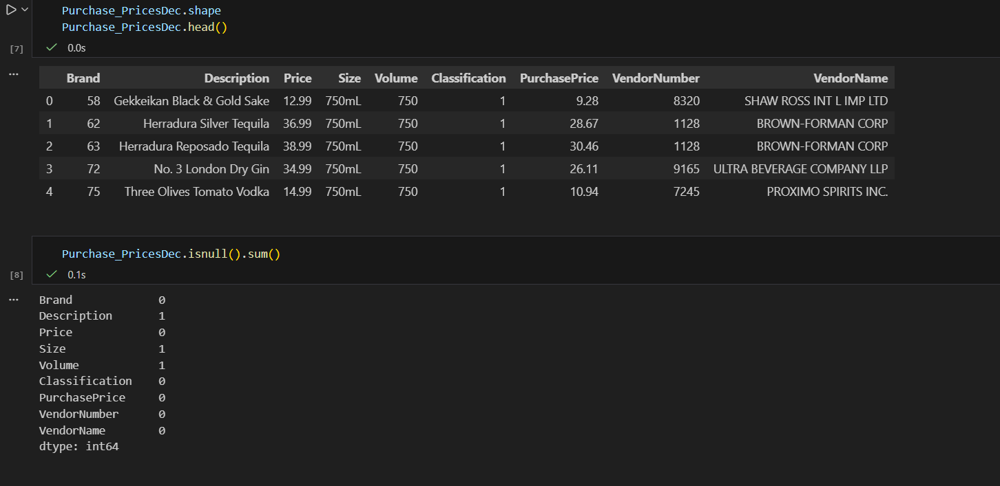 Purchase_PricesDec.shape
Purchase_PricesDec.head()
[7] 0.0s
... Brand Description Price Size Volume Classification PurchasePrice VendorNumber VendorName
0 58 Gekkeikan Black & Gold Sake 12.99 750mL 750 1 9.28 8320 SHAW ROSS INT L IMP LTD
1 62 Herradura Silver Tequila 36.99 750mL 750 1 28.67 1128 BROWN-FORMAN CORP
2 63 Herradura Reposado Tequila 38.99 750mL 750 1 30.46 1128 BROWN-FORMAN CORP
3 72 No. 3 London Dry Gin 34.99 750mL 750 1 26.11 9165 ULTRA BEVERAGE COMPANY LLP
4 75 Three Olives Tomato Vodka 14.99 750mL 750 1 10.94 7245 PROXIMO SPIRITS INC.
Purchase_PricesDec.isnull().sum()
[8] 0.1s
... Brand 0
Description 1
Price 0
Size 1
Volume 1
Classification 0
PurchasePrice 0
VendorNumber 0
VendorName 0
dtype: int64